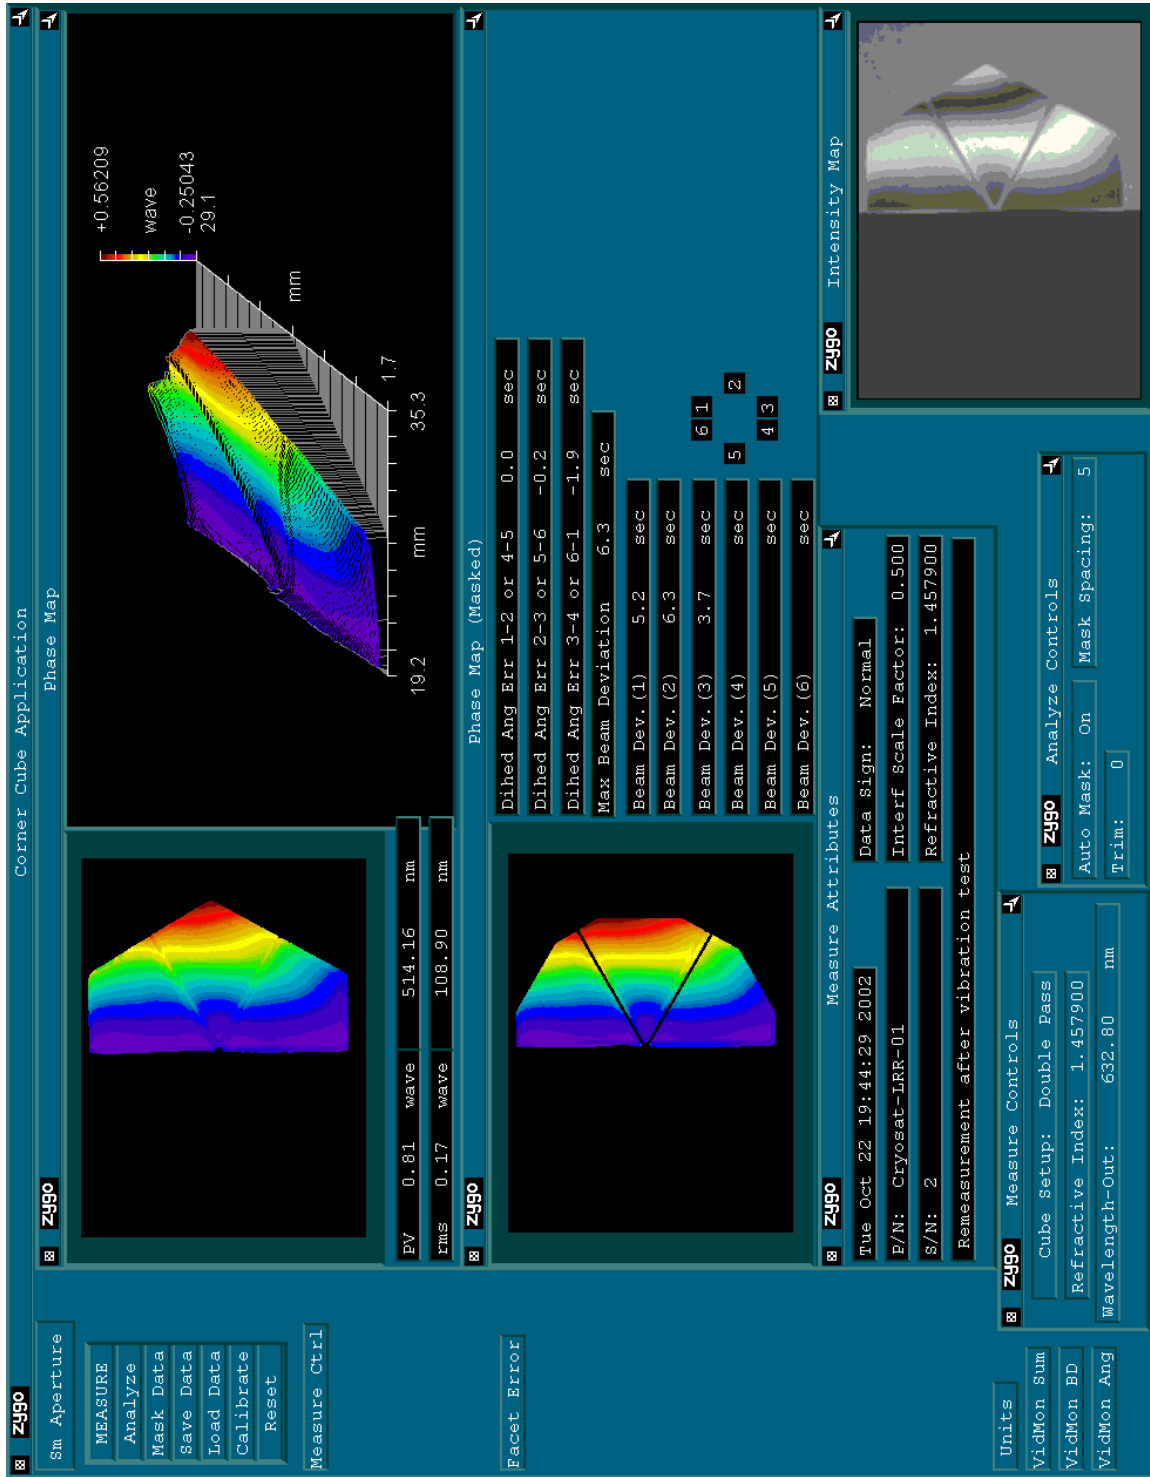 zygo
Corner Cube Application
Sm Aperture
MEASURE
Analyze
Mask Data
Save Data
Load Data
Calibrate
Reset
Measure Ctrl
Facet Error
Units
VidMon Sum
VidMon BD
VidMon Ang
zygo
Phase Map
PV 0.81 wave 514.16 nm
rms 0.17 wave 108.90 nm
+0.56209
wave
-0.25043
29.1
mm
1.7
35.3
mm
19.2
zygo
Phase Map (Masked)
Dihed Ang Err 1-2 or 4-5 0.0 sec
Dihed Ang Err 2-3 or 5-6 -0.2 sec
Dihed Ang Err 3-4 or 6-1 -1.9 sec
Max Beam Deviation 6.3 sec
Beam Dev.(1) 5.2 sec
Beam Dev.(2) 6.3 sec
Beam Dev.(3) 3.7 sec
Beam Dev.(4) sec
Beam Dev.(5) sec
Beam Dev.(6) sec
6 1
5 2
4 3
zygo
Measure Attributes
Tue Oct 22 19:44:29 2002
Data Sign: Normal
P/N: Cryosat-LRR-01
Interf Scale Factor: 0.500
S/N: 2
Refractive Index: 1.457900
Remeasurement after vibration test
zygo
Intensity Map
zygo
Measure Controls
Cube Setup: Double Pass
Refractive Index: 1.457900
Wavelength-Out: 632.80 nm
zygo
Analyze Controls
Auto Mask: On
Mask Spacing: 5
Trim: 0